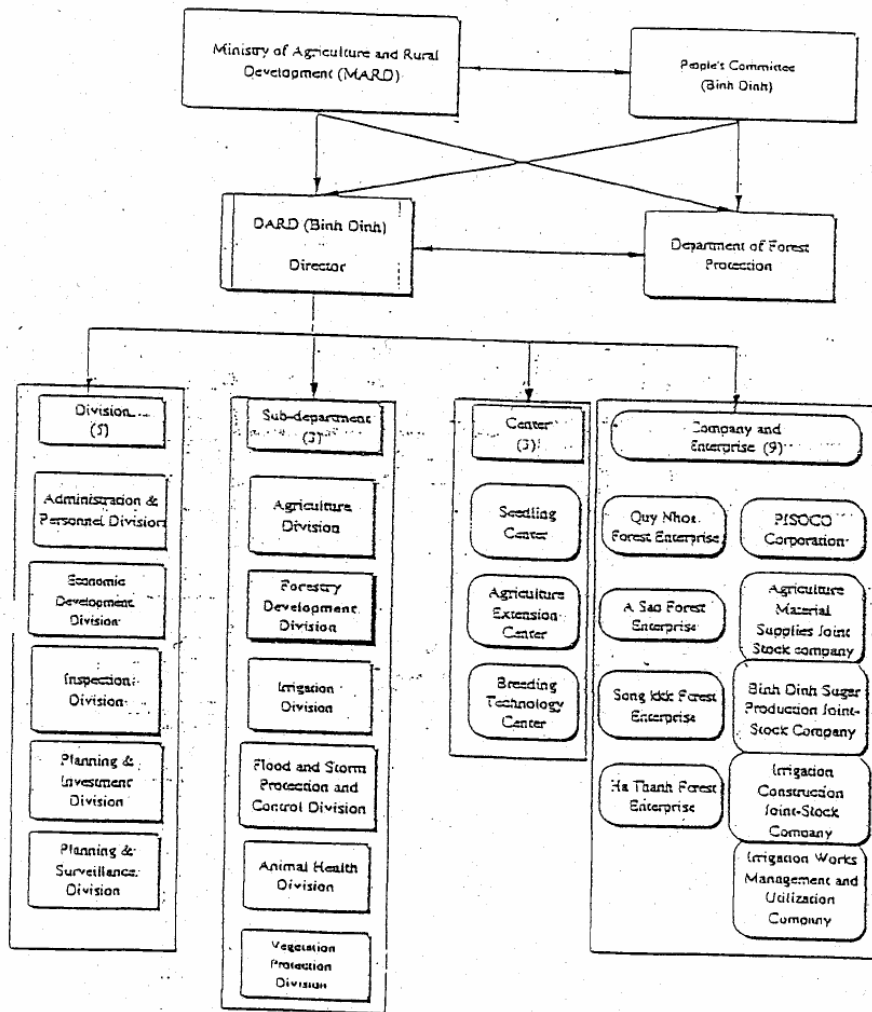 Ministry of Agriculture and Rural
Development (MARD)
People's Committee
(Binh Dinh)
DARD (Binh Dinh)
Director
Department of Forest
Protection
Division
(5)
Administration &
Personnel Division
Economic
Development
Division
Inspection
Division
Planning &
Investment
Division
Planning &
Surveillance
Division
Sub-department
Agriculture
Division
Forestry
Development
Division
Irrigation
Division
Flood and Storm
Protection and
Control Division
Animal Health
Division
Vegetation
Protection
Division
Center
(3)
Seedling
Center
Agriculture
Extension
Center
Breeding
Technology
Center
Company and
Enterprise (9)
Quy Nhon
Forest Enterprise
A Sao Forest
Enterprise
Song Forest
Enterprise
Ha Thanh Forest
Enterprise
PISOCO
Corporation
Agriculture
Material
Supplies Joint
Stock company
Binh Dinh Sugar
Production Joint-
Stock Company
Irrigation
Construction
Joint-Stock
Company
Irrigation Works
Management and
Utilization
Company